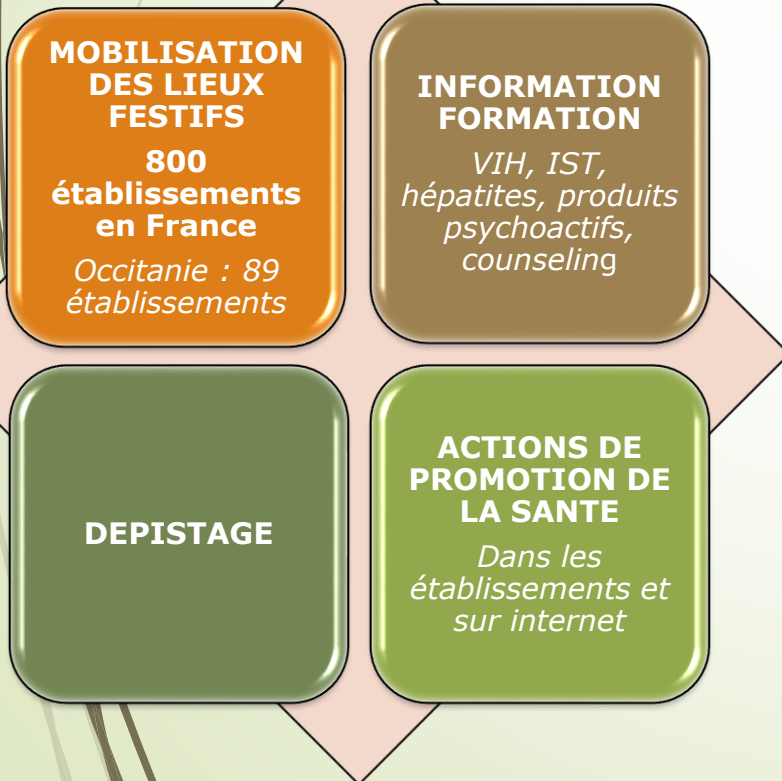 MOBILISATION
DES LIEUX
FESTIFS
800
établissements
en France
Occitanie : 89
établissements
INFORMATION
FORMATION
VIH, IST,
hépatites, produits
psychoactifs,
counseling
DEPISTAGE
ACTIONS DE
PROMOTION DE
LA SANTE
Dans les
établissements et
sur internet